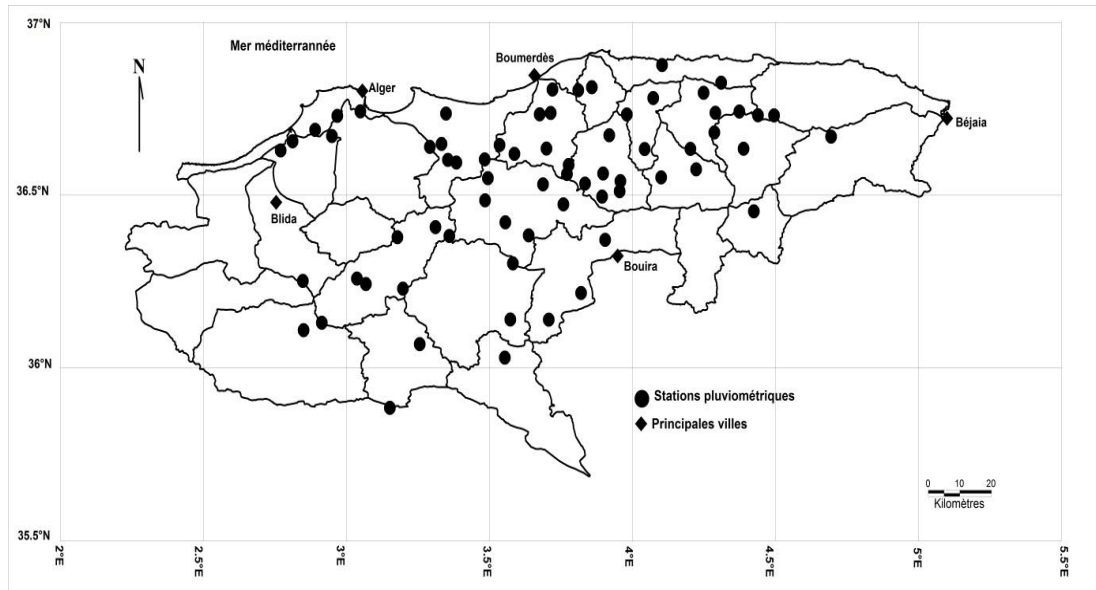 37°N
Mer méditerrannée
Boumerdès
N
Alger
Béjaia
36.5°N
Blida
Bouira
36°N
Stations pluviométriques
Principales villes
0 10 20
Kilomètres
35.5°N
2°E 2.5°E 3°E 3.5°E 4°E 4.5°E 5°E 5.5°E